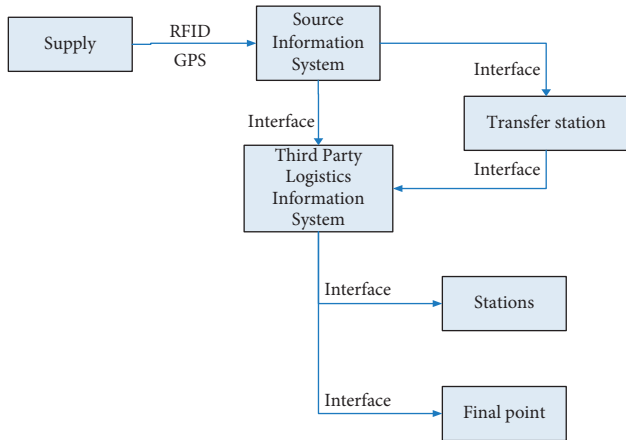 Supply
RFID
GPS
Source
Information
System
Interface
Transfer station
Interface
Interface
Third Party
Logistics
Information
System
Interface
Stations
Interface
Final point